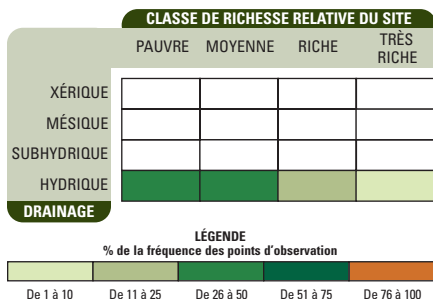 CLASSE DE RICHESSE RELATIVE DU SITE
PAUVRE MOYENNE RICHE TRÈS RICHE
XÉRIQUE
MÉSIQUE
SUBHYDRIQUE
HYDRIQUE
DRAINAGE
LÉGENDE
% de la fréquence des points d'observation
De 1 à 10 De 11 à 25 De 26 à 50 De 51 à 75 De 76 à 100